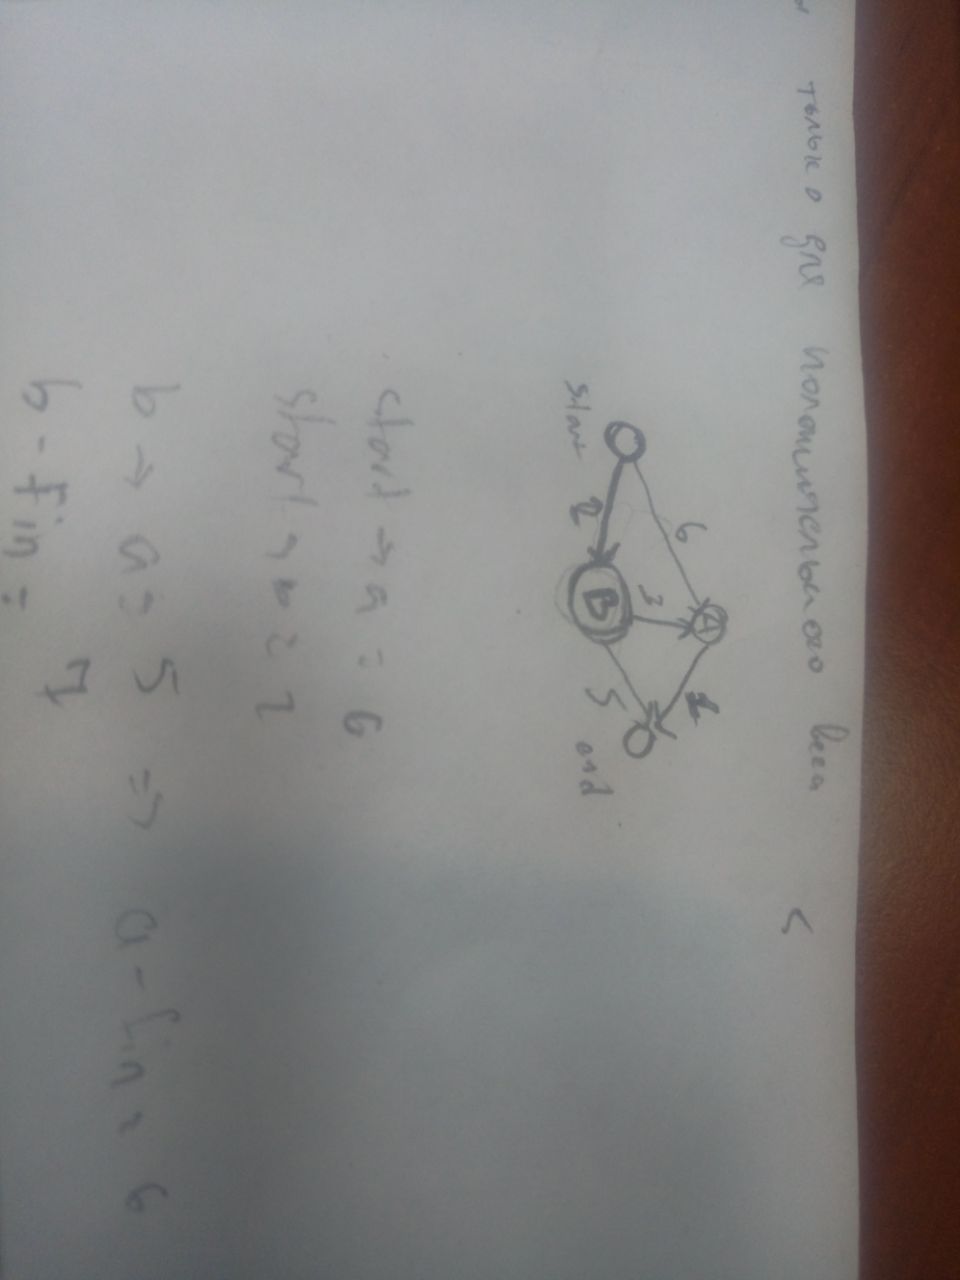 только для положительного веса <
6
A
1
start
2
B
3
5
end
start → a = 6
start → b = 2
b → a = 5 => a - fin = 6
b - fin = 7